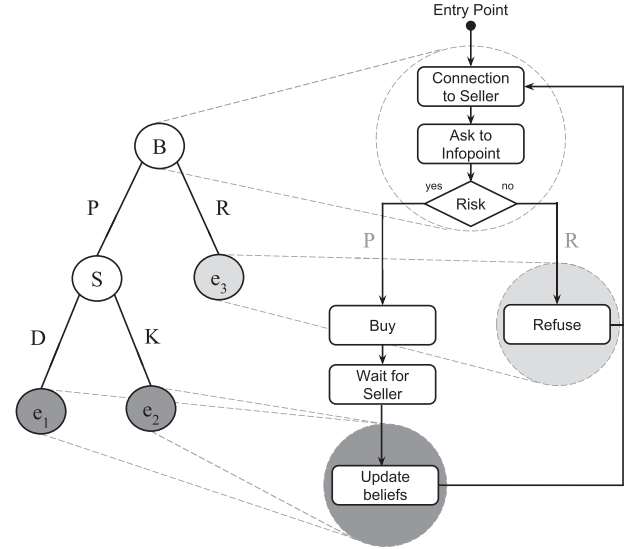 Entry Point
Connection
to Seller
Ask to
Infopoint
yes
no
Risk
P
R
Buy
Refuse
Wait for
Seller
Update
beliefs
B
P
R
S
e3
D
K
e1
e2